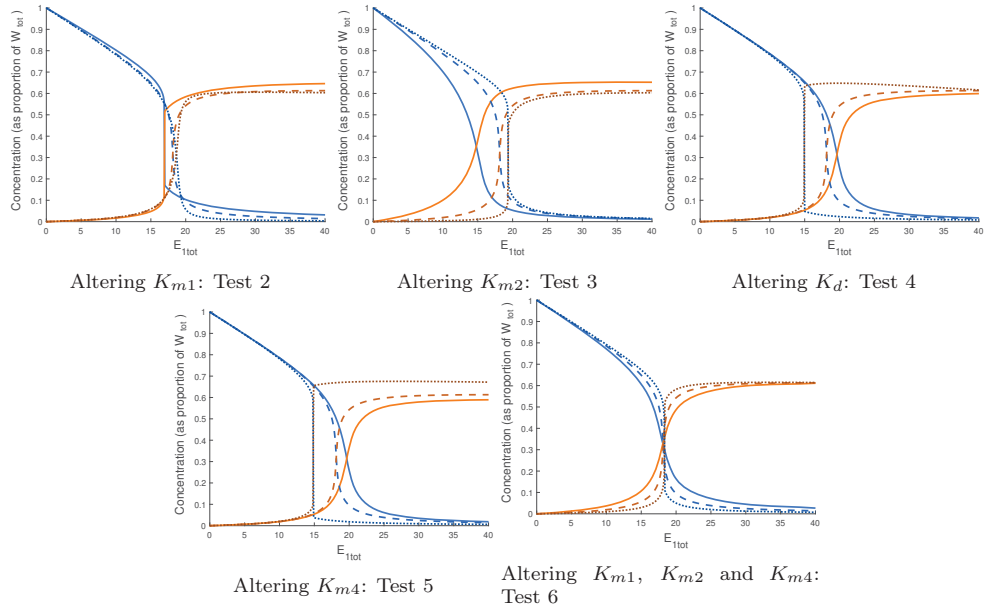 Concentration (as proportion of W tot)
1
0.9
0.8
0.7
0.6
0.5
0.4
0.3
0.2
0.1
0
0 5 10 15 20 25 30 35 40
E1tot
Altering Km1: Test 2
Concentration (as proportion of W tot)
1
0.9
0.8
0.7
0.6
0.5
0.4
0.3
0.2
0.1
0
0 5 10 15 20 25 30 35 40
E1tot
Altering Km2: Test 3
Concentration (as proportion of W tot)
1
0.9
0.8
0.7
0.6
0.5
0.4
0.3
0.2
0.1
0
0 5 10 15 20 25 30 35 40
E1tot
Altering Kd: Test 4
Concentration (as proportion of W tot)
1
0.9
0.8
0.7
0.6
0.5
0.4
0.3
0.2
0.1
0
0 5 10 15 20 25 30 35 40
E1tot
Altering Km4: Test 5
Concentration (as proportion of W tot)
1
0.9
0.8
0.7
0.6
0.5
0.4
0.3
0.2
0.1
0
0 5 10 15 20 25 30 35 40
E1tot
Altering Km1, Km2 and Km4:
Test 6